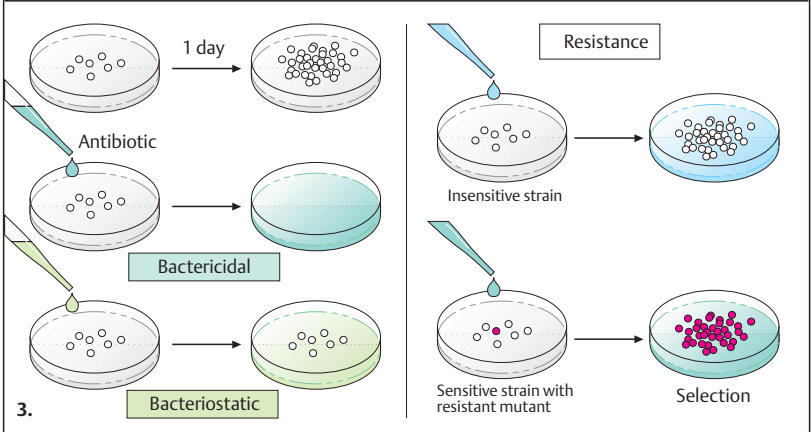 1 day
Antibiotic
Bactericidal
Bacteriostatic
3.
Resistance
Insensitive strain
Sensitive strain with
resistant mutant
Selection